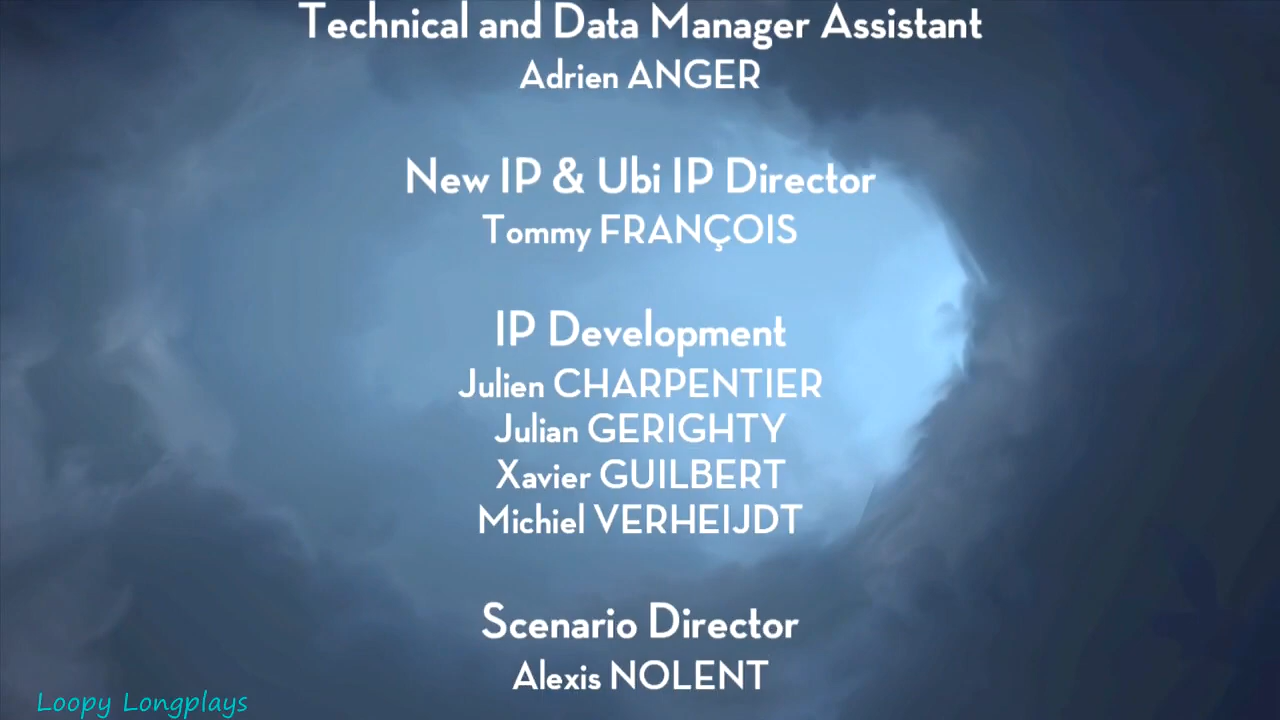 Technical and Data Manager Assistant
Adrien ANGER
New IP & Ubi IP Director
Tommy FRANÇOIS
IP Development
Julien CHARPENTIER
Julian GERIGHTY
Xavier GUILBERT
Michiel VERHEIJDT
Scenario Director
Alexis NOLENT
Loopy Longplays